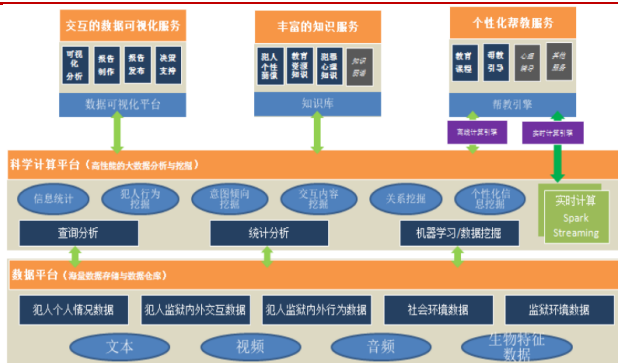 交互的数据可视化服务
可视化
分析
报告
制作
报告
发布
决策
支持
数据可视化平台
丰富的知识服务
犯人
个性
画像
教育
资源
知识
犯罪
心理
知识
知识
图谱
知识库
个性化帮教服务
教育
课程
帮教
引导
心理
辅导
其他
服务
帮教引擎
离线计算引擎
实时计算引擎
科学计算平台(高性能的大数据分析与挖掘)
信息统计
犯人行为
挖掘
意图倾向
挖掘
交互内容
挖掘
关系挖掘
个性化信
息挖掘
查询分析
统计分析
机器学习/数据挖掘
实时计算
Spark
Streaming
数据平台(海量数据存储与数据仓库)
犯人个人情况数据
犯人监狱内外交互数据
犯人监狱内外行为数据
社会环境数据
监狱环境数据
文本
视频
音频
生物特征
数据